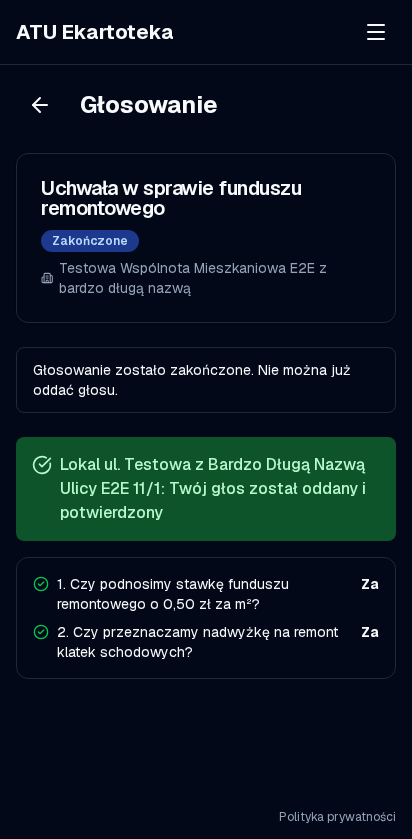 ATU Ekartoteka
Głosowanie
Uchwała w sprawie funduszu
remontowego
Zakończone
Testowa Wspólnota Mieszkaniowa E2E z
bardzo długą nazwą
Głosowanie zostało zakończone. Nie można już
oddać głosu.
Lokal ul. Testowa z Bardzo Długą Nazwą
Ulicy E2E 11/1: Twój głos został oddany i
potwierdzony
1. Czy podnosimy stawkę funduszu
remontowego o 0,50 zł za m²?
Za
2. Czy przeznaczamy nadwyżkę na remont
klatek schodowych?
Za
Polityka prywatności